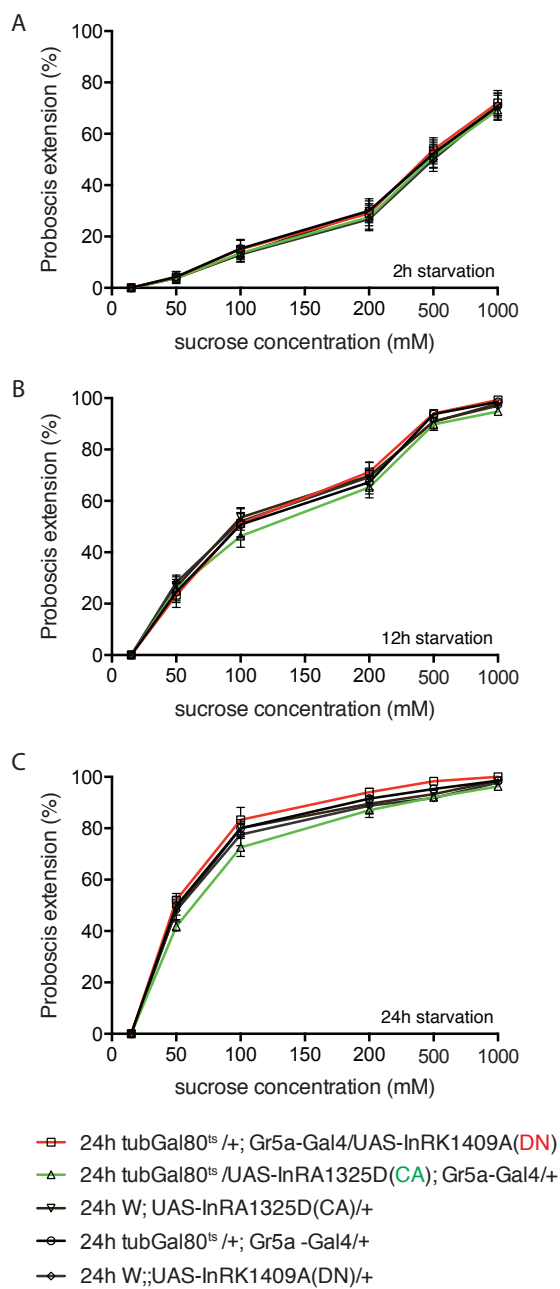 A
100
80
60
40
20
0
Proboscis extension (%)
2h starvation
0 50 100 150 200 500 1000
sucrose concentration (mM)
B
100
80
60
40
20
0
Proboscis extension (%)
12h starvation
0 50 100 150 200 500 1000
sucrose concentration (mM)
C
100
80
60
40
20
0
Proboscis extension (%)
24h starvation
0 50 100 150 200 500 1000
sucrose concentration (mM)
24h tubGal80ᵗˢ /+; Gr5a-Gal4/UAS-InRK1409A(DN)
24h tubGal80ᵗˢ /UAS-InRA1325D(CA); Gr5a-Gal4/+
24h W; UAS-InRA1325D(CA)/+
24h tubGal80ᵗˢ /+; Gr5a -Gal4/+
24h W;;UAS-InRK1409A(DN)/+